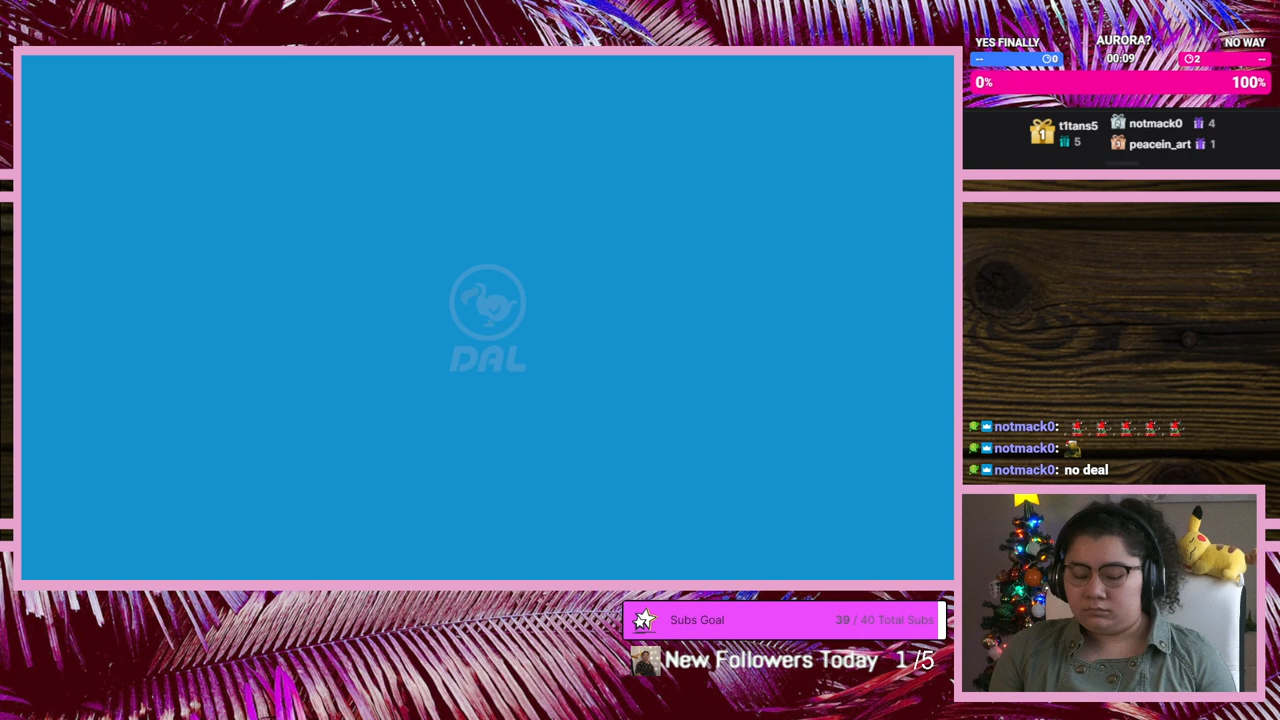 YES FINALLY
AURORA?
NO WAY
-- 0
00:09
2 --
0%
100%
1
t1tans5
5
notmack0 4
peacein_art 1
DAL
notmack0:
notmack0:
notmack0: no deal
Subs Goal
39 / 40 Total Subs
New Followers Today 1 /5